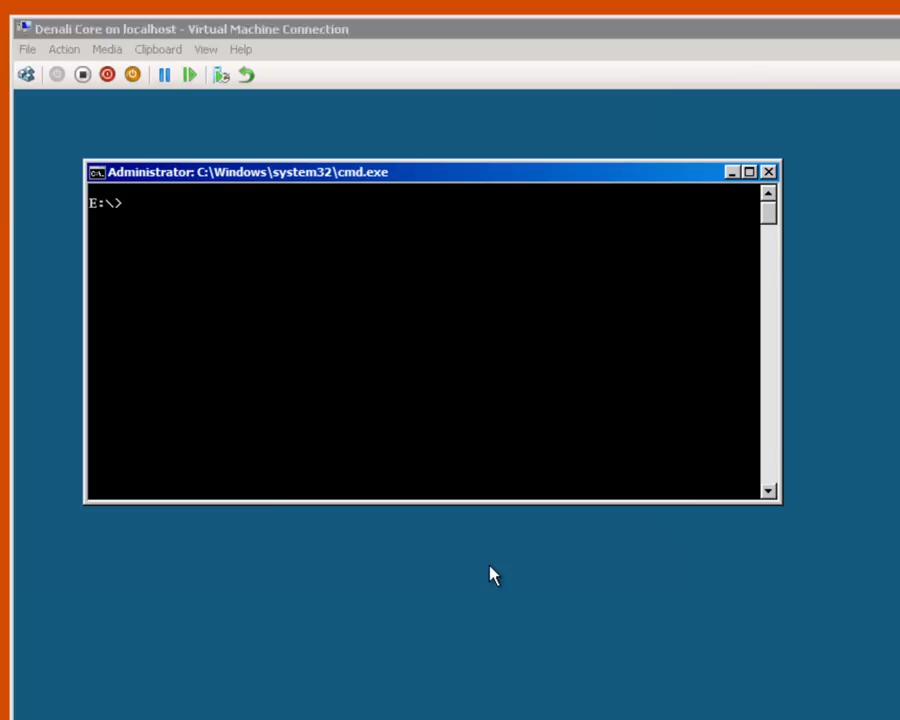 Denali Core on localhost - Virtual Machine Connection
File Action Media Clipboard View Help
Administrator: C:\Windows\system32\cmd.exe
E:\>